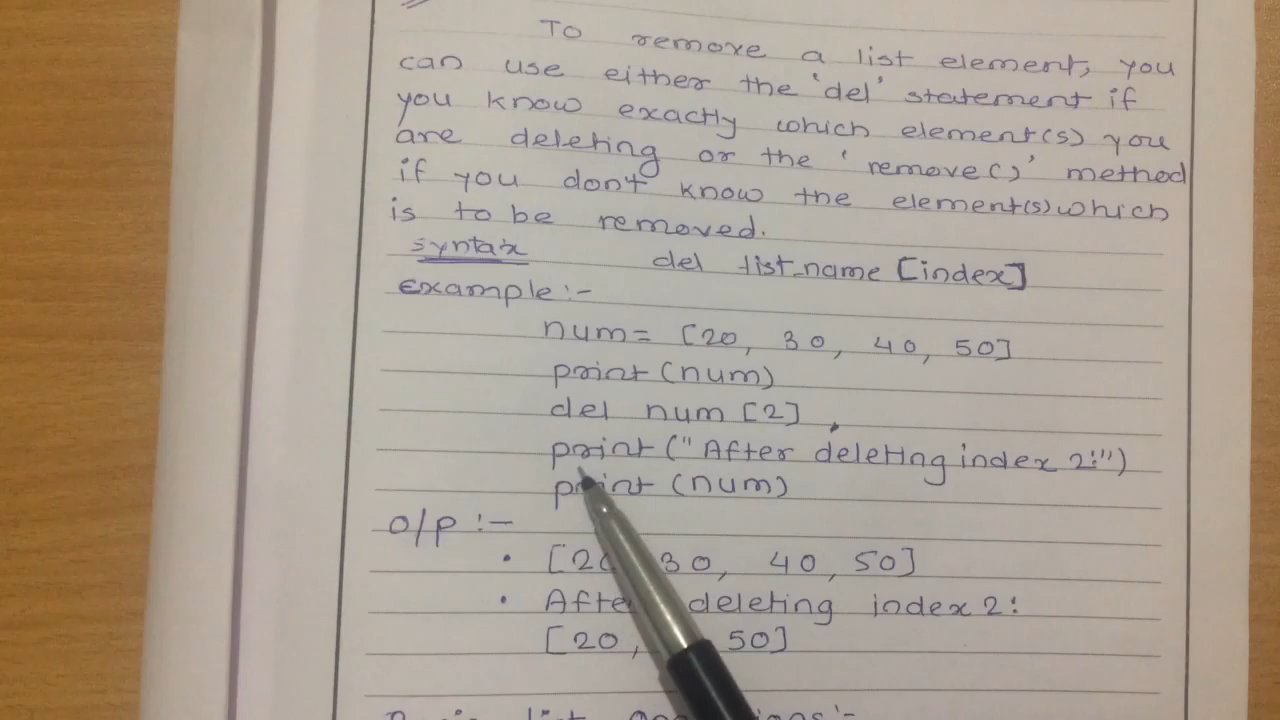 To remove a list element, you
can use either the 'del' statement if
you know exactly which element(s) you
are deleting or the 'remove()' method
if you don't know the element(s) which
is to be removed.
syntax del list_name [index]
Example :-
num = [20, 30, 40, 50]
print (num)
del num [2]
print ("After deleting index 2:")
print (num)
O/P :-
• [20 30, 40, 50]
• After deleting index 2:
[20, 50]
list